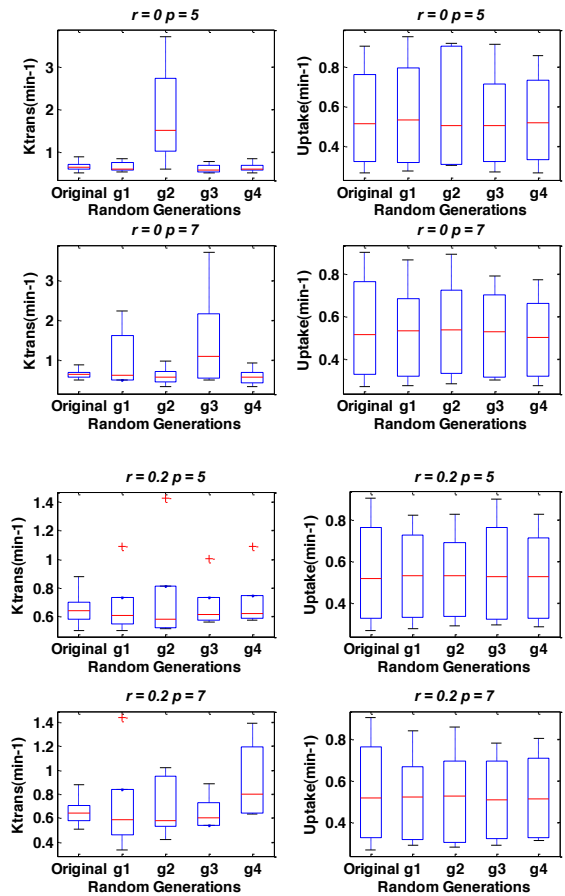 r = 0 p = 5
Ktrans(min-1)
3
2
1
Original g1 g2 g3 g4
Random Generations
r = 0 p = 5
Uptake(min-1)
0.8
0.6
0.4
Original g1 g2 g3 g4
Random Generations
r = 0 p = 7
Ktrans(min-1)
3
2
1
Original g1 g2 g3 g4
Random Generations
r = 0 p = 7
Uptake(min-1)
0.8
0.6
0.4
Original g1 g2 g3 g4
Random Generations
r = 0.2 p = 5
Ktrans(min-1)
1.4
1.2
1
0.8
0.6
Original g1 g2 g3 g4
Random Generations
r = 0.2 p = 5
Uptake(min-1)
0.8
0.6
0.4
Original g1 g2 g3 g4
Random Generations
r = 0.2 p = 7
Ktrans(min-1)
1.4
1.2
1
0.8
0.6
0.4
Original g1 g2 g3 g4
Random Generations
r = 0.2 p = 7
Uptake(min-1)
0.8
0.6
0.4
Original g1 g2 g3 g4
Random Generations